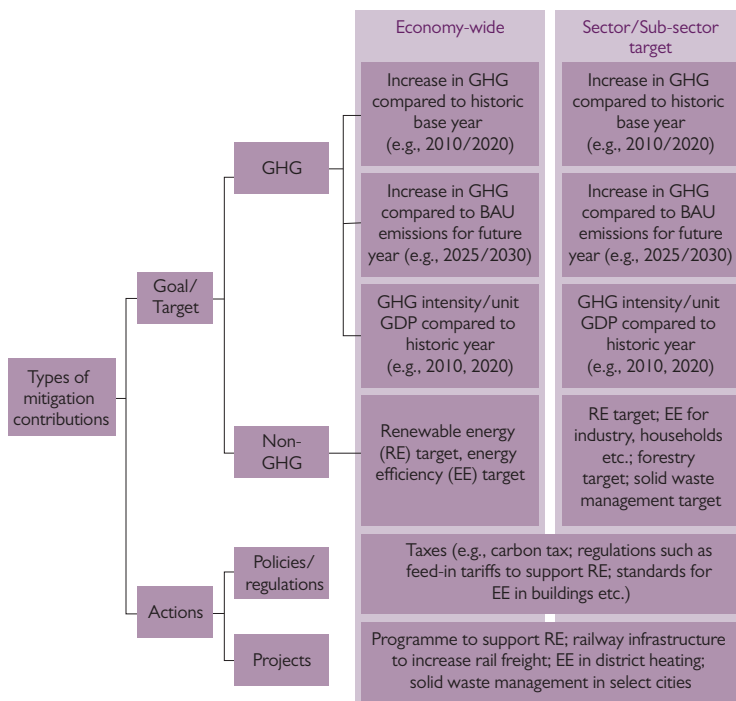 Economy-wide
Sector/Sub-sector
target
Increase in GHG
compared to historic
base year
(e.g., 2010/2020)
Increase in GHG
compared to historic
base year
(e.g., 2010/2020)
GHG
Increase in GHG
compared to BAU
emissions for future
year (e.g., 2025/2030)
Increase in GHG
compared to BAU
emissions for future
year (e.g., 2025/2030)
Goal/
Target
GHG intensity/unit
GDP compared to
historic year
(e.g., 2010, 2020)
GHG intensity/unit
GDP compared to
historic year
(e.g., 2010, 2020)
Types of
mitigation
contributions
Non-
GHG
Renewable energy
(RE) target, energy
efficiency (EE) target
RE target; EE for
industry, households
etc.; forestry
target; solid waste
management target
Policies/
regulations
Taxes (e.g., carbon tax; regulations such as
feed-in tariffs to support RE; standards for
EE in buildings etc.)
Actions
Projects
Programme to support RE; railway infrastructure
to increase rail freight; EE in district heating;
solid waste management in select cities